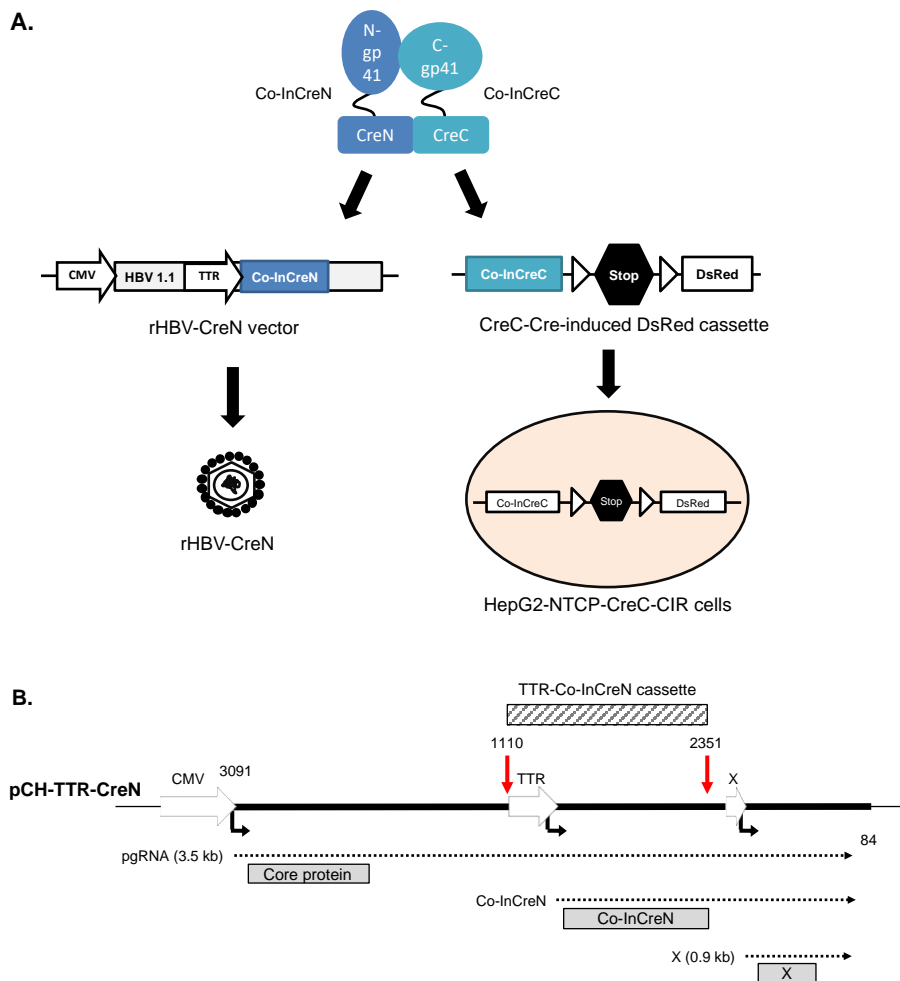 A.
N-
gp
41
C-
gp41
Co-InCreN
Co-InCreC
CreN
CreC
CMV
HBV 1.1
TTR
Co-InCreN
Co-InCreC
Stop
DsRed
rHBV-CreN vector
CreC-Cre-induced DsRed cassette
Co-InCreC
Stop
DsRed
rHBV-CreN
HepG2-NTCP-CreC-CIR cells
B.
TTR-Co-InCreN cassette
1110
2351
pCH-TTR-CreN
CMV
3091
TTR
X
84
pgRNA (3.5 kb)
Core protein
Co-InCreN
Co-InCreN
X (0.9 kb)
X